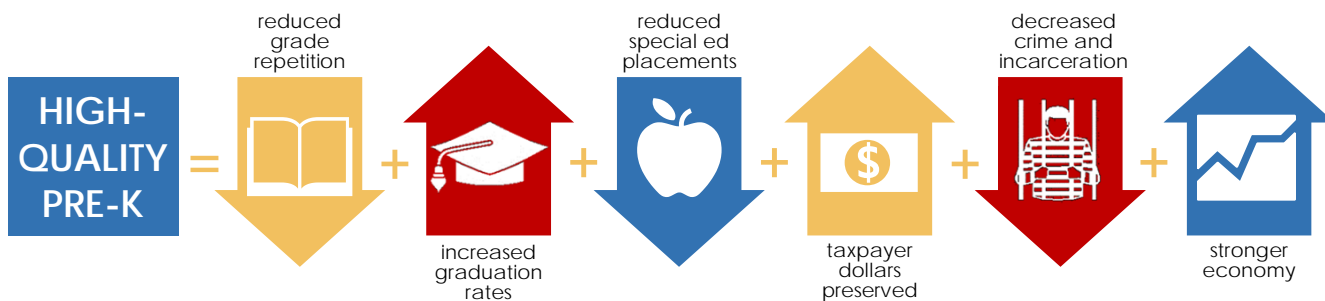 HIGH-
QUALITY
PRE-K
=
reduced
grade
repetition
+
increased
graduation
rates
+
reduced
special ed
placements
+
$
taxpayer
dollars
preserved
+
decreased
crime and
incarceration
+
stronger
economy